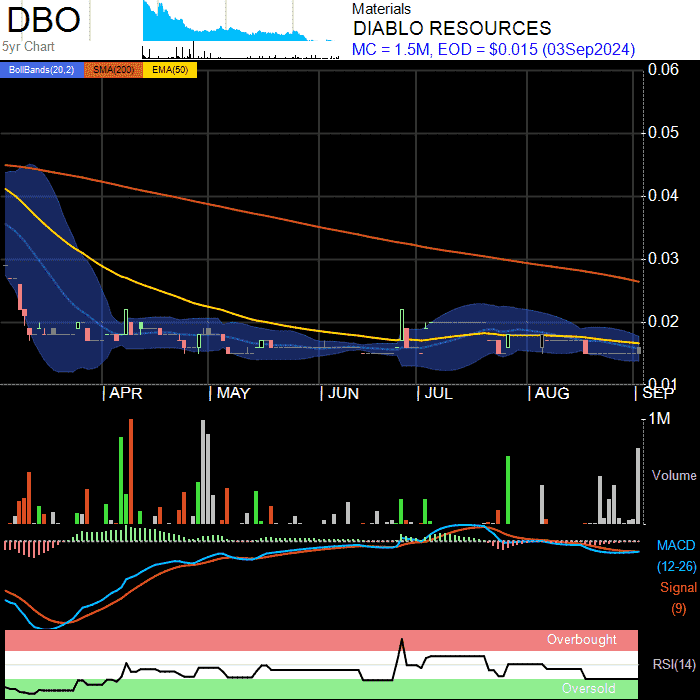 DBO
5yr Chart
Materials
DIABLO RESOURCES
MC = 1.5M, EOD = $0.015 (03Sep2024)
BollBands(20,2) SMA(200) EMA(50)
0.06
0.05
0.04
0.03
0.02
0.01
APR MAY JUN JUL AUG SEP
1M
Volume
MACD
(12-26)
Signal
(9)
Overbought
RSI(14)
Oversold